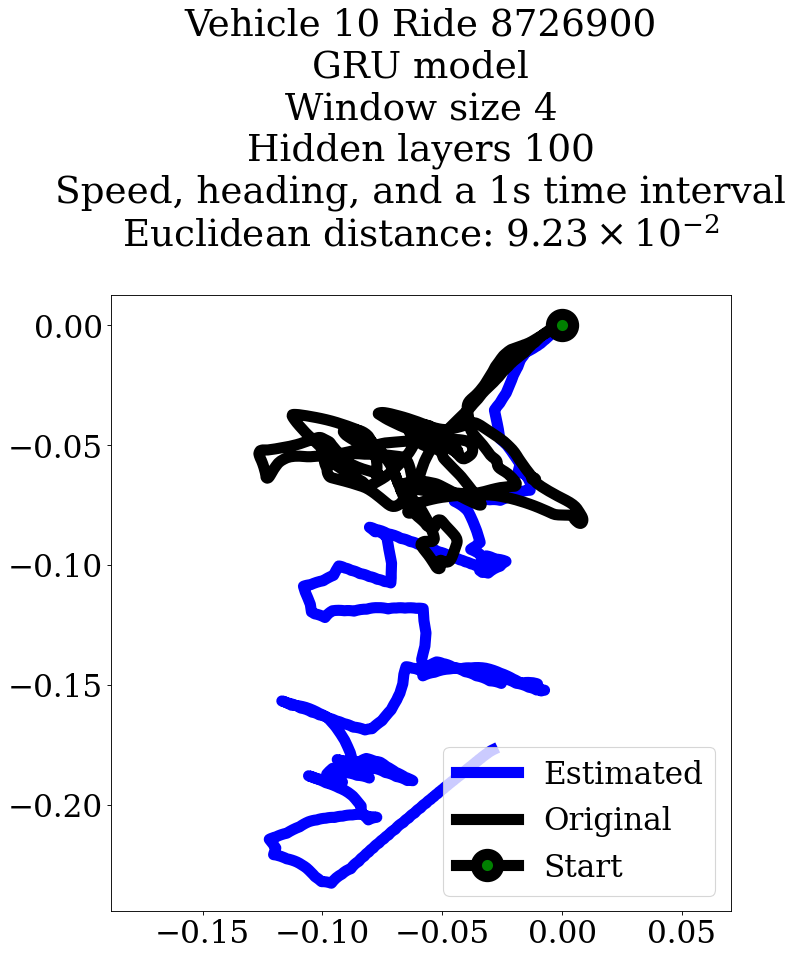 Vehicle 10 Ride 8726900
GRU model
Window size 4
Hidden layers 100
Speed, heading, and a 1s time interval
Euclidean distance: 9.23 × 10⁻²
0.00
−0.05
−0.10
−0.15
−0.20
Estimated
Original
Start
−0.15 −0.10 −0.05 0.00 0.05